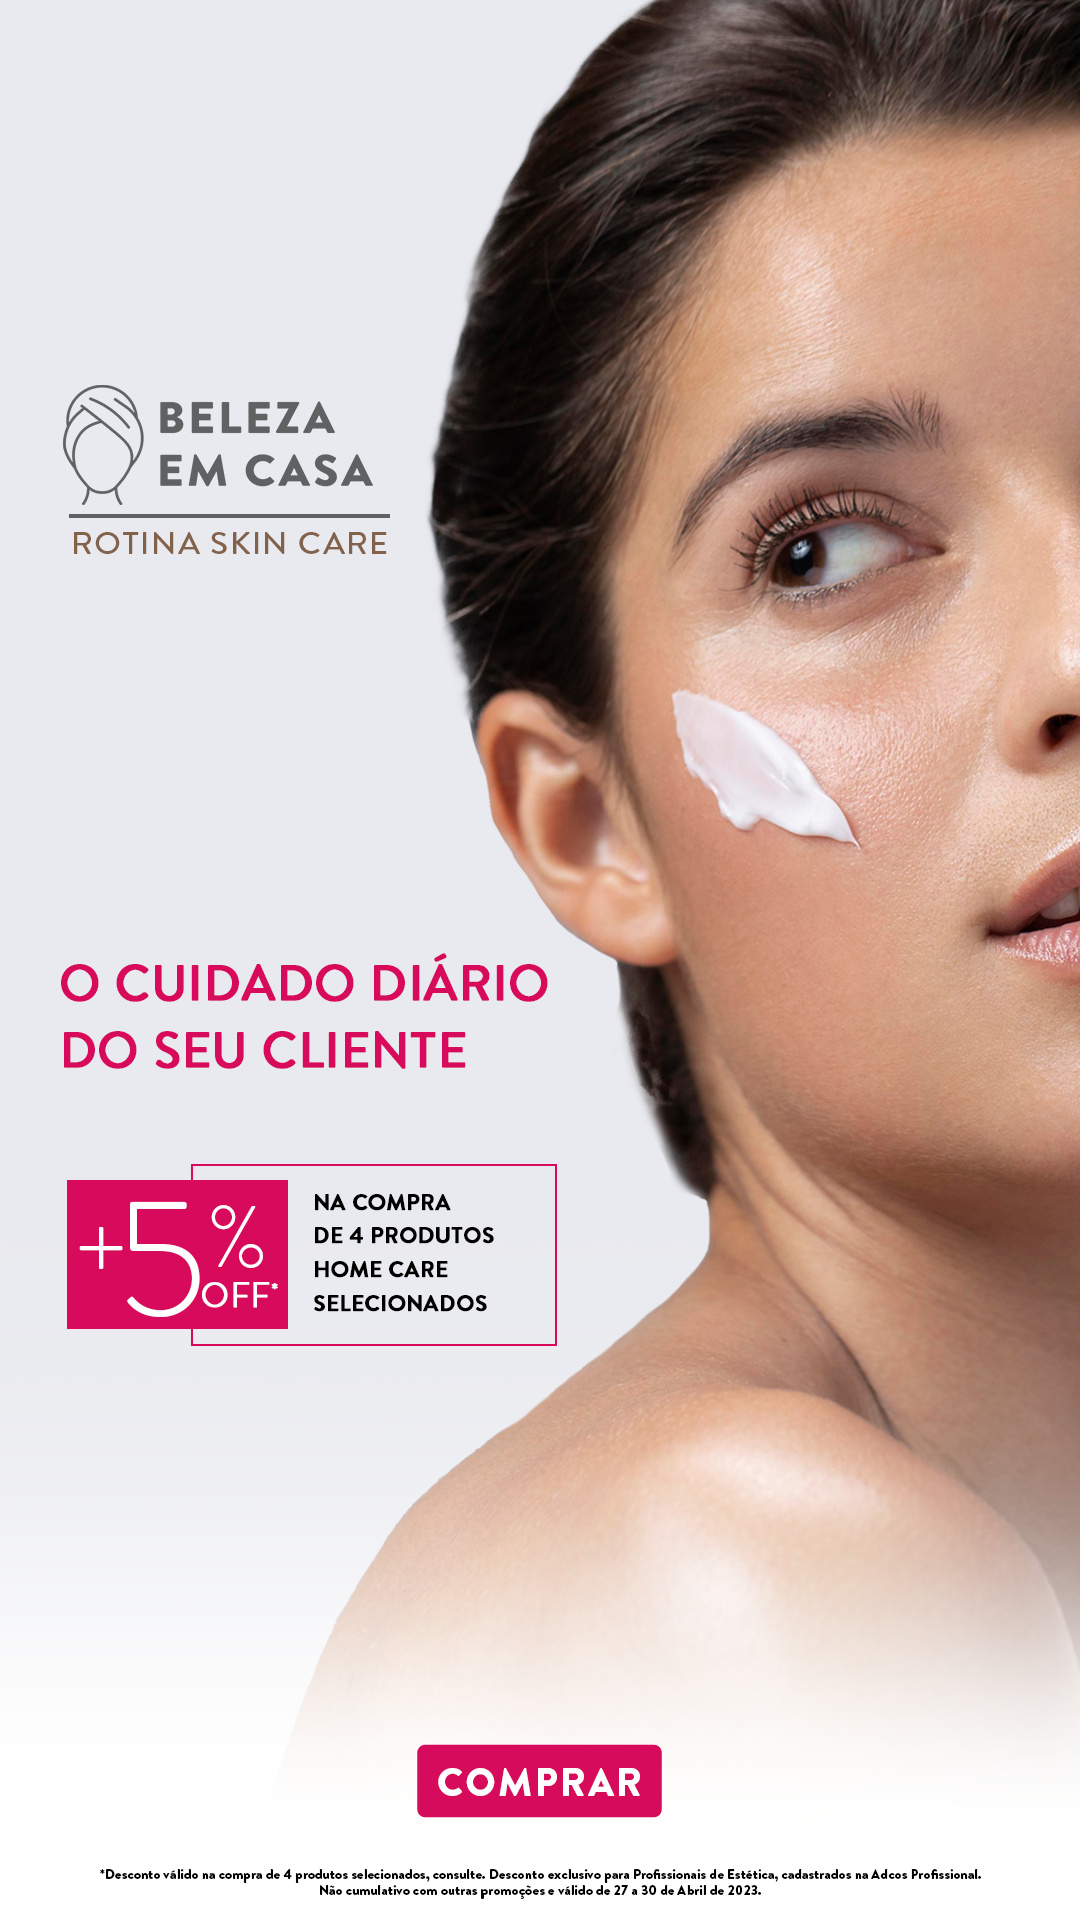 BELEZA
EM CASA
ROTINA SKIN CARE
O CUIDADO DIÁRIO
DO SEU CLIENTE
+5%
OFF*
NA COMPRA
DE 4 PRODUTOS
HOME CARE
SELECIONADOS
COMPRAR
*Desconto válido na compra de 4 produtos selecionados, consulte. Desconto exclusivo para Profissionais de Estética, cadastrados na Adcos Profissional.
Não cumulativo com outras promoções e válido de 27 a 30 de Abril de 2023.